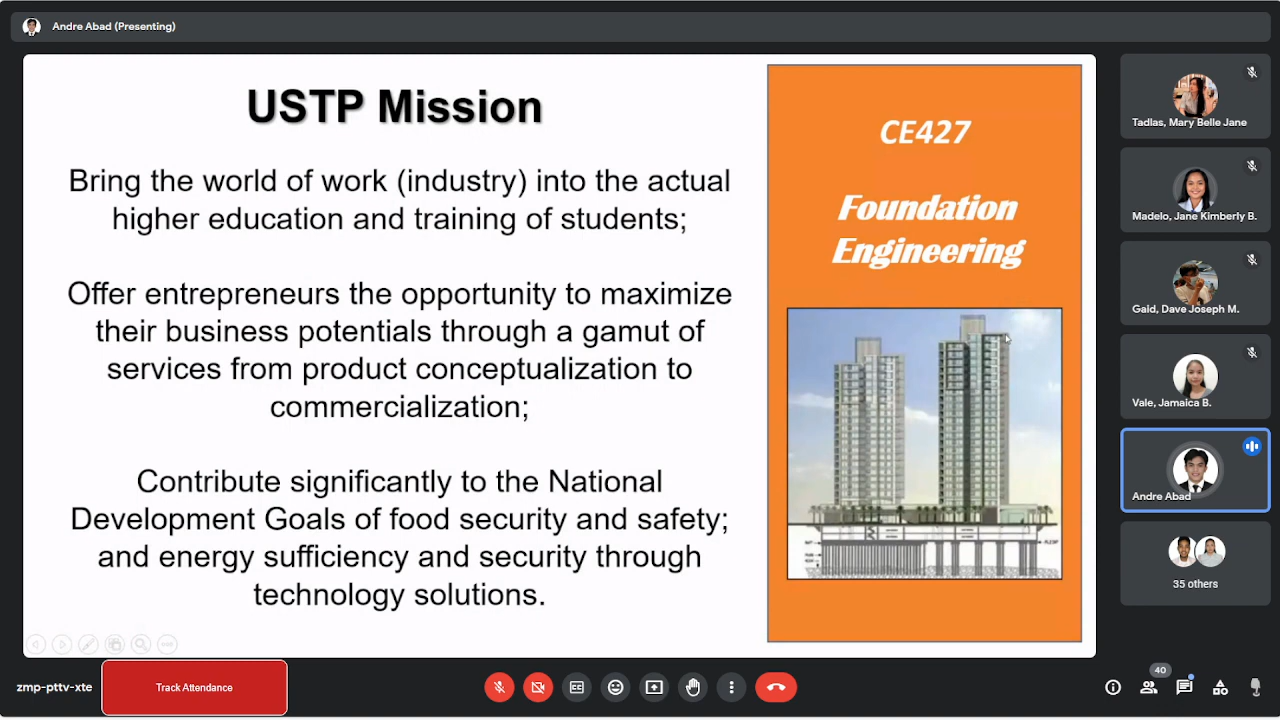 Andre Abad (Presenting)
USTP Mission
Bring the world of work (industry) into the actual
higher education and training of students;
Offer entrepreneurs the opportunity to maximize
their business potentials through a gamut of
services from product conceptualization to
commercialization;
Contribute significantly to the National
Development Goals of food security and safety;
and energy sufficiency and security through
technology solutions.
CE427
Foundation
Engineering
Tadlas, Mary Belle Jane
Madelo, Jane Kimberly B.
Gaid, Dave Joseph M.
Vale, Jamaica B.
Andre Abad
35 others
zmp-pttv-xte
Track Attendance
40